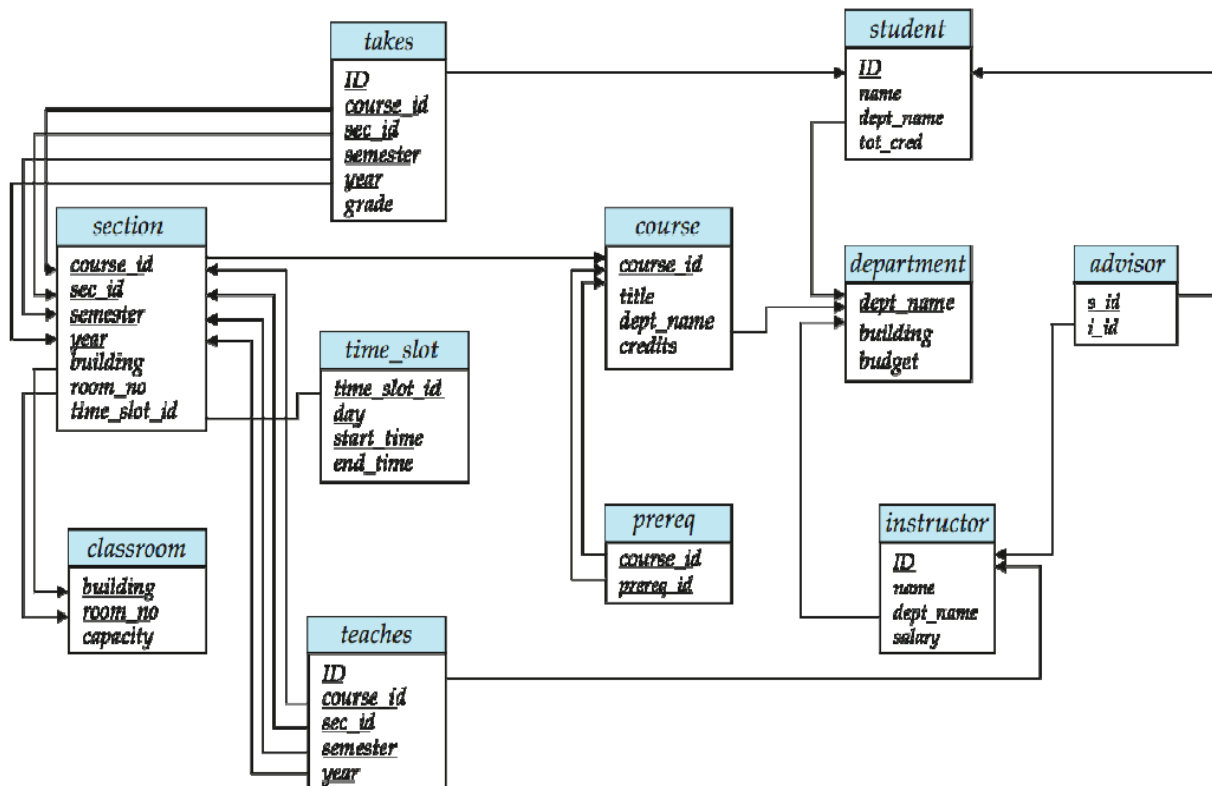 takes
ID
course_id
sec_id
semester
year
grade
student
ID
name
dept_name
tot_cred
section
course_id
sec_id
semester
year
building
room_no
time_slot_id
course
course_id
title
dept_name
credits
department
dept_name
building
budget
advisor
s_id
i_id
time_slot
time_slot_id
day
start_time
end_time
classroom
building
room_no
capacity
prereq
course_id
prereq_id
instructor
ID
name
dept_name
salary
teaches
ID
course_id
sec_id
semester
year